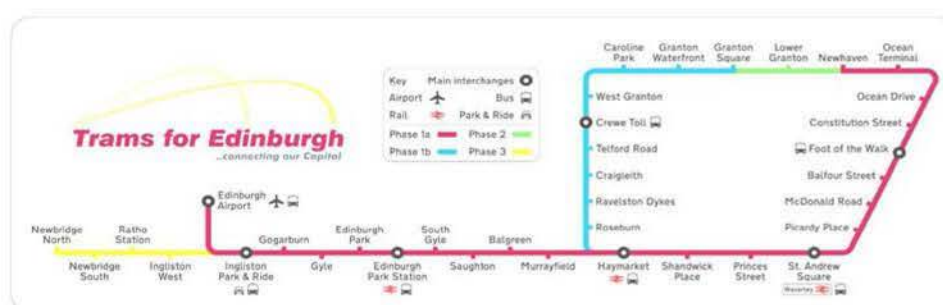 Trams for Edinburgh
...connecting our Capital
Key
Main interchanges
Airport
Bus
Rail
Park & Ride
Phase 1a
Phase 2
Phase 1b
Phase 3
Caroline
Park
Granton
Waterfront
Granton
Square
Lower
Granton
Newhaven
Ocean
Terminal
West Granton
Crewe Toll
Telford Road
Craigleith
Ravelston Dykes
Roseburn
Ocean Drive
Constitution Street
Foot of the Walk
Balfour Street
McDonald Road
Picardy Place
Edinburgh
Airport
Newbridge
North
Newbridge
South
Ratho
Station
Ingliston
West
Ingliston
Park & Ride
Gogarburn
Gyle
Edinburgh
Park
Edinburgh
Park Station
South
Gyle
Saughton
Balgreen
Murrayfield
Haymarket
Shandwick
Place
Princes
Street
St. Andrew
Square
Waverley